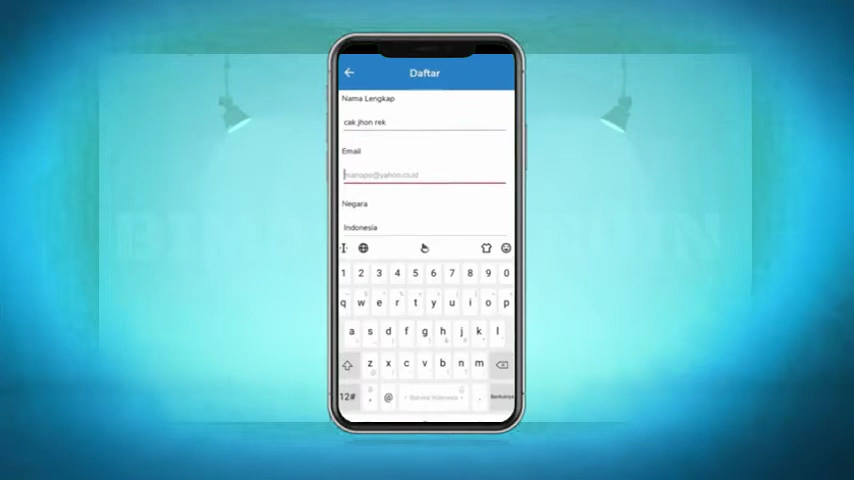 Daftar
Nama Lengkap
cak jhon rek
Email
manopo@yahoo.co.id
Negara
Indonesia
1 2 3 4 5 6 7 8 9 0
q w e r t y u i o p
a s d f g h j k l
z x c v b n m
12# , @ Bahasa Indonesia . Berikutnya